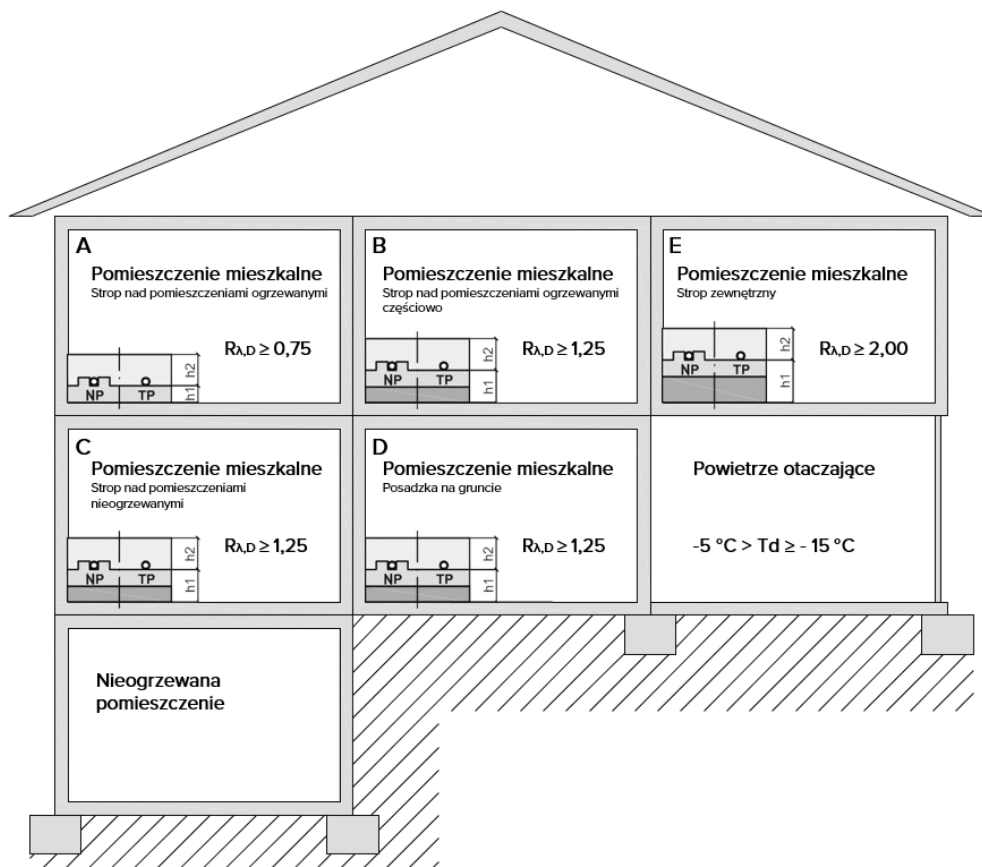 A
Pomieszczenie mieszkalne
Strop nad pomieszczeniami ogrzewanymi
Rλ,D ≥ 0,75
NP TP
h2
h1
B
Pomieszczenie mieszkalne
Strop nad pomieszczeniami ogrzewanymi
częściowo
Rλ,D ≥ 1,25
NP TP
h2
h1
E
Pomieszczenie mieszkalne
Strop zewnętrzny
Rλ,D ≥ 2,00
NP TP
h2
h1
C
Pomieszczenie mieszkalne
Strop nad pomieszczeniami
nieogrzewanymi
Rλ,D ≥ 1,25
NP TP
h2
h1
D
Pomieszczenie mieszkalne
Posadzka na gruncie
Rλ,D ≥ 1,25
NP TP
h2
h1
Powietrze otaczające
-5 °C > Td ≥ - 15 °C
Nieogrzewana
pomieszczenie